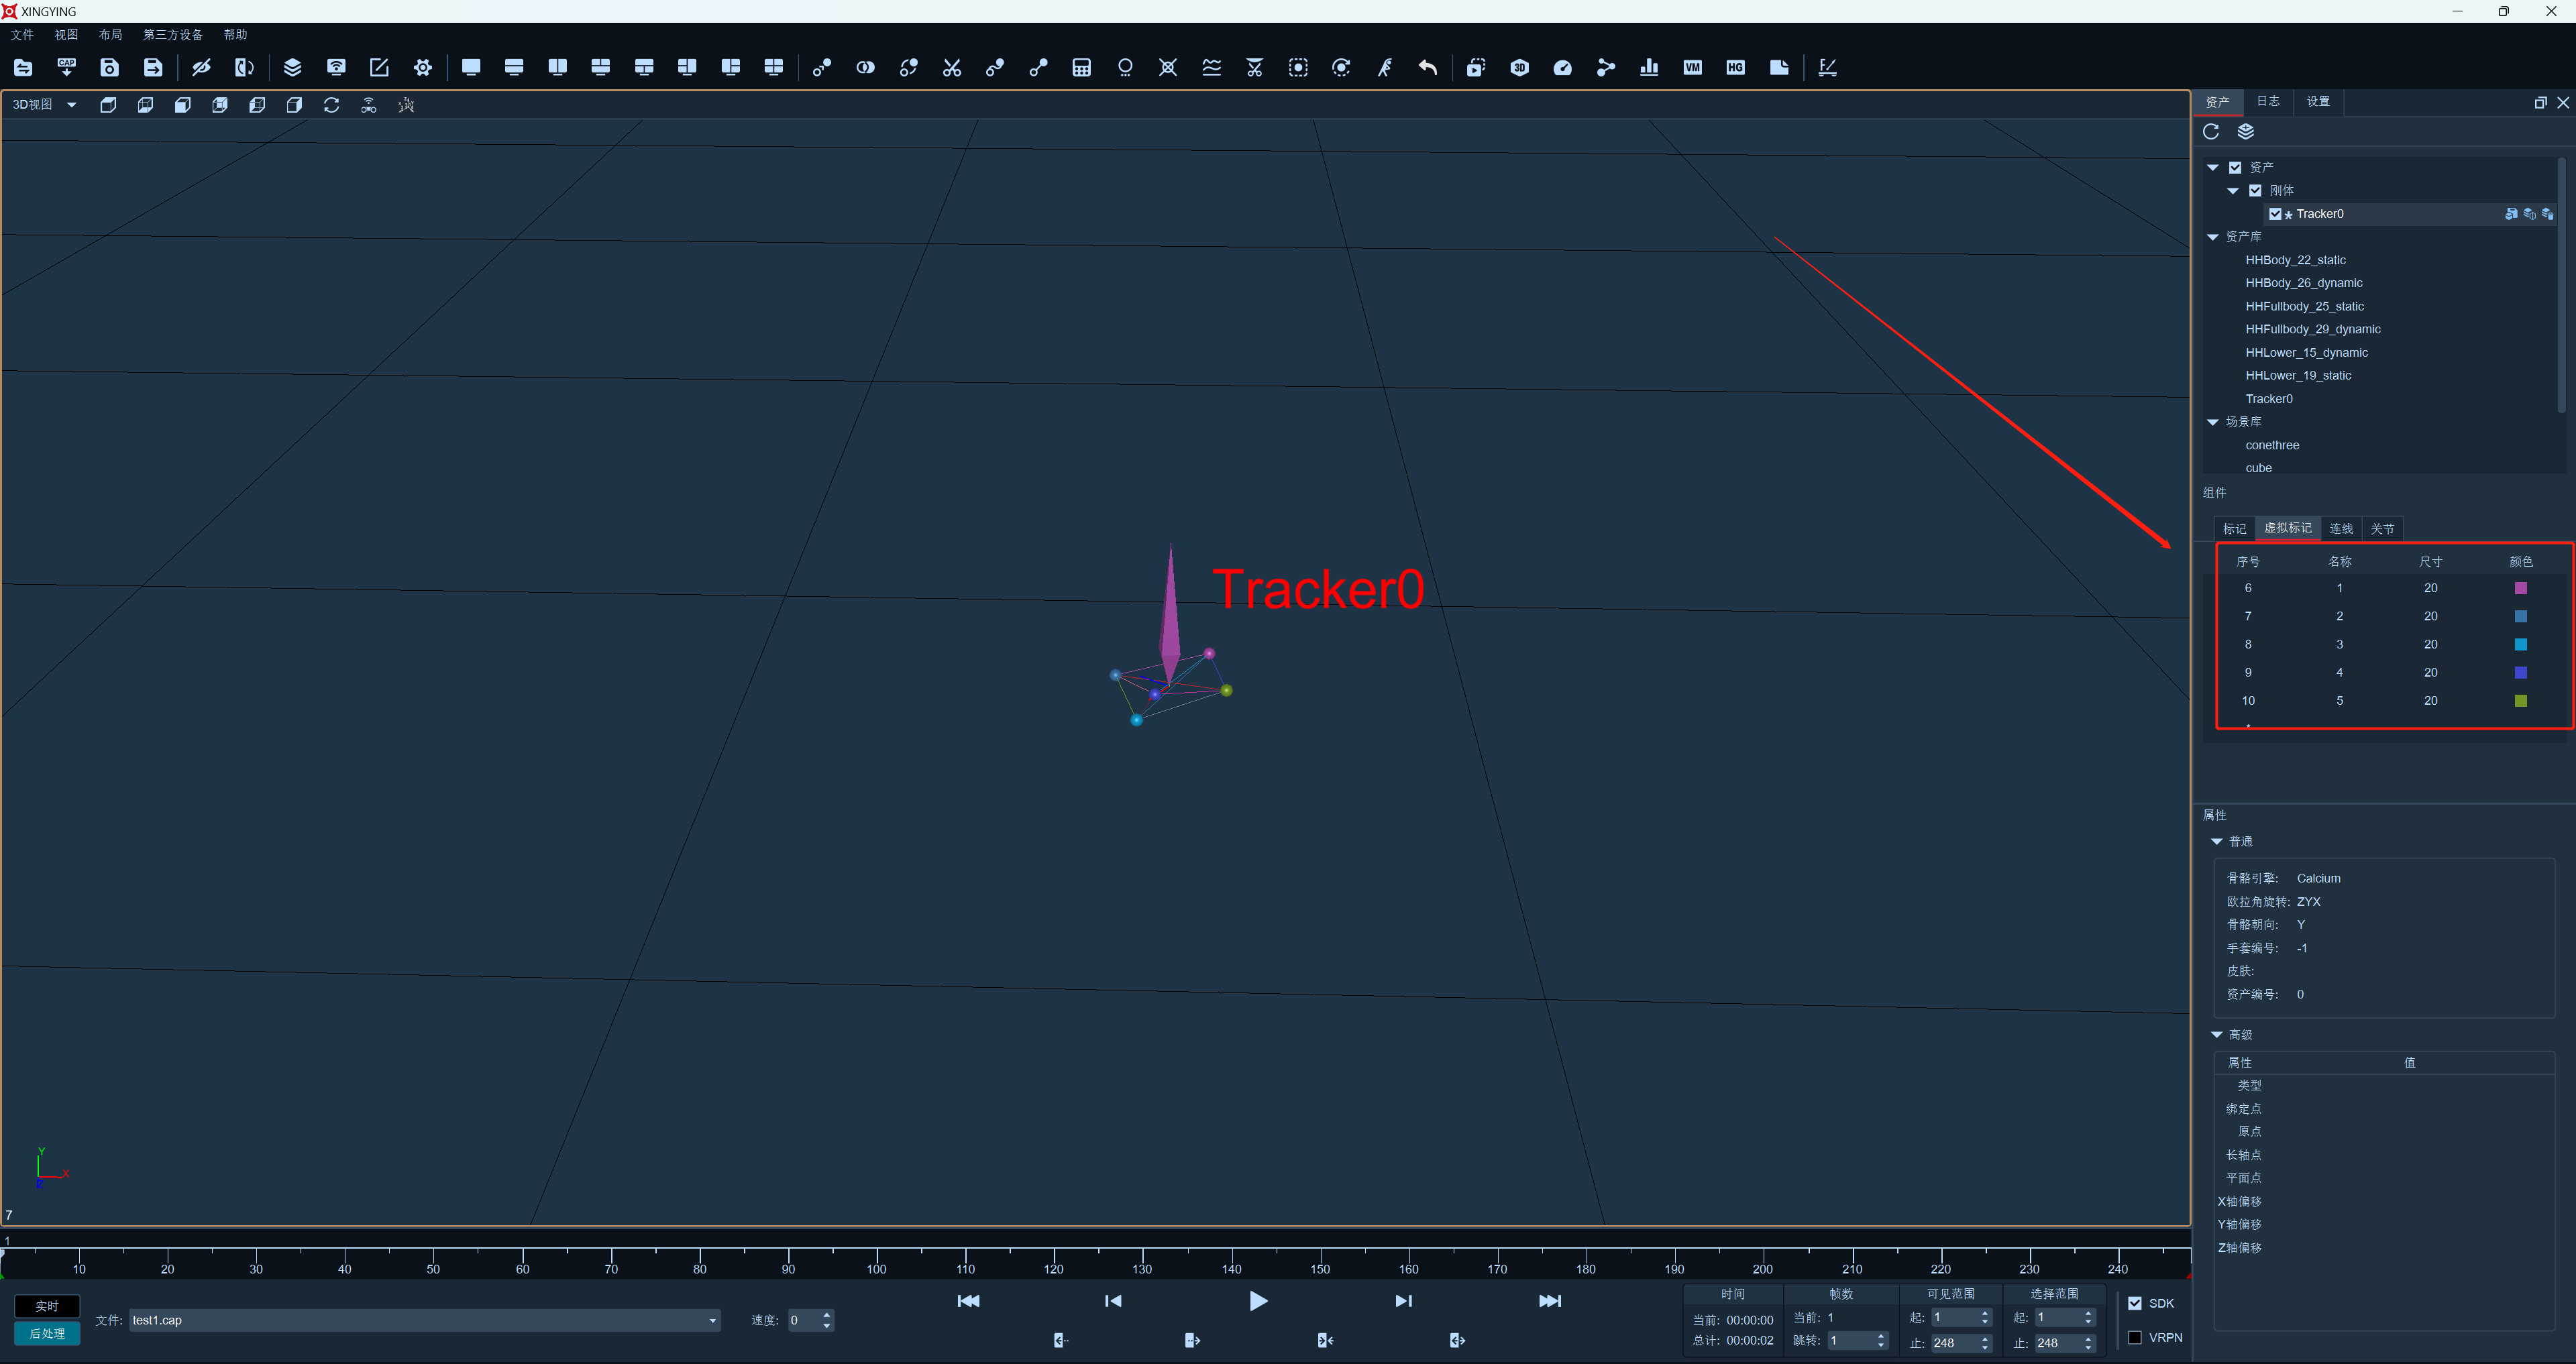 XINGYING
文件 视图 布局 第三方设备 帮助
CAP
3D
VM
HG
3D视图
资产 日志 设置
资产
刚体
Tracker0
资产库
HHBody_22_static
HHBody_26_dynamic
HHFullbody_25_static
HHFullbody_29_dynamic
HHLower_15_dynamic
HHLower_19_static
Tracker0
场景库
conethree
cube
组件
标记 虚拟标记 连线 关节
序号 名称 尺寸 颜色
6 1 20
7 2 20
8 3 20
9 4 20
10 5 20
*
Tracker0
属性
普通
骨骼引擎: Calcium
欧拉角旋转: ZYX
骨骼朝向: Y
手套编号: -1
皮肤:
资产编号: 0
高级
属性 值
类型
绑定点
原点
长轴点
平面点
X轴偏移
Y轴偏移
Z轴偏移
Y
X
Z
7
1
10 20 30 40 50 60 70 80 90 100 110 120 130 140 150 160 170 180 190 200 210 220 230 240
实时
后处理
文件: test1.cap
速度: 0
时间 帧数 可见范围 选择范围
当前: 00:00:00 当前: 1 起: 1 起: 1
总计: 00:00:02 跳转: 1 止: 248 止: 248
SDK
VRPN